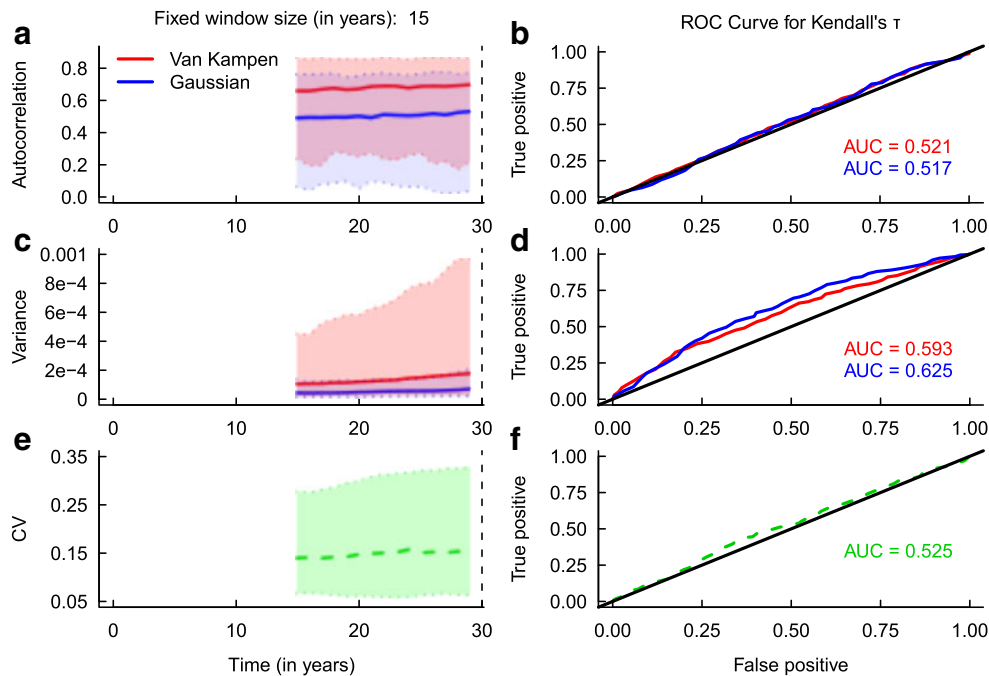 Fixed window size (in years): 15
ROC Curve for Kendall's τ
a
Autocorrelation
0.8
0.6
0.4
0.2
0.0
Van Kampen
Gaussian
0
10
20
30
b
True positive
1.00
0.75
0.50
0.25
0.00
AUC = 0.521
AUC = 0.517
0.00
0.25
0.50
0.75
1.00
c
Variance
0.001
8e−4
6e−4
4e−4
2e−4
0
0
10
20
30
d
True positive
1.00
0.75
0.50
0.25
0.00
AUC = 0.593
AUC = 0.625
0.00
0.25
0.50
0.75
1.00
e
CV
0.35
0.25
0.15
0.05
0
10
20
30
Time (in years)
f
True positive
1.00
0.75
0.50
0.25
0.00
AUC = 0.525
0.00
0.25
0.50
0.75
1.00
False positive